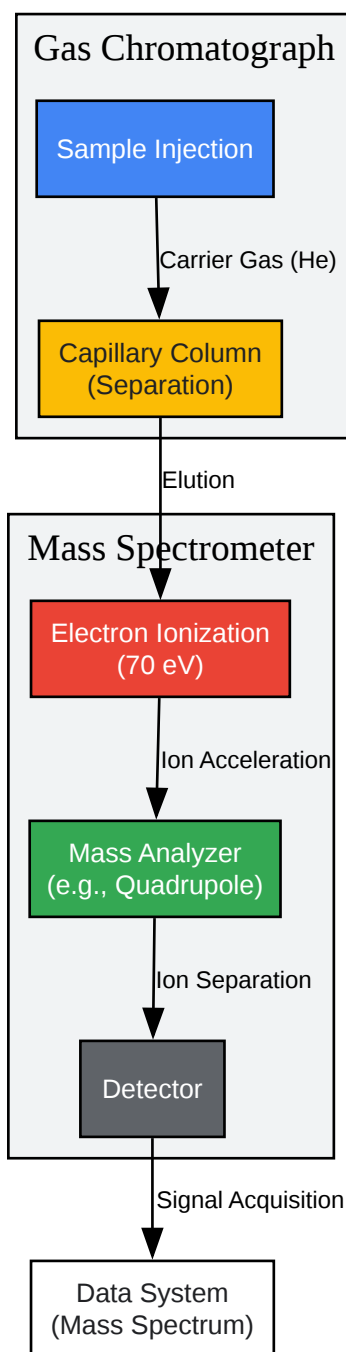 Gas Chromatograph
Sample Injection
Carrier Gas (He)
Capillary Column
(Separation)
Elution
Mass Spectrometer
Electron Ionization
(70 eV)
Ion Acceleration
Mass Analyzer
(e.g., Quadrupole)
Ion Separation
Detector
Signal Acquisition
Data System
(Mass Spectrum)